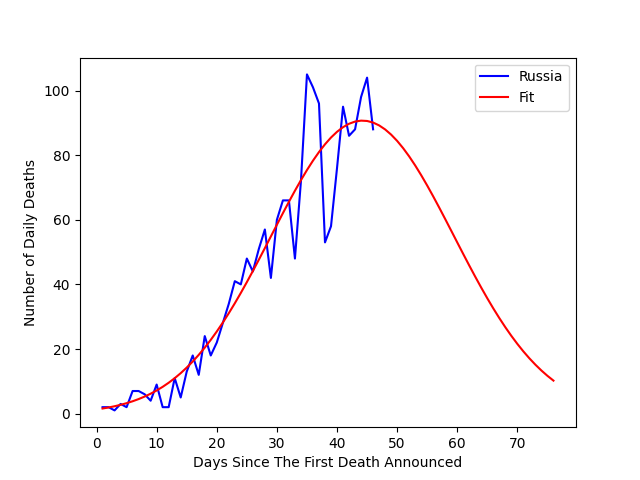 Russia
Fit
100
80
60
40
20
0
Number of Daily Deaths
0 10 20 30 40 50 60 70
Days Since The First Death Announced